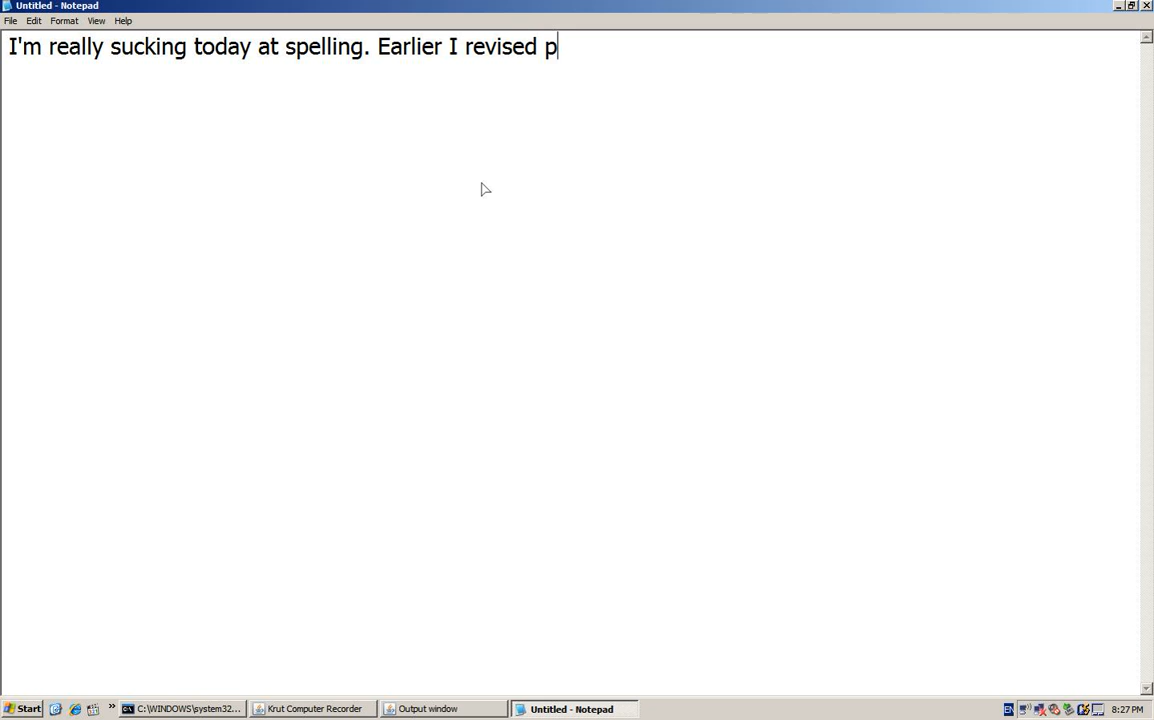 Untitled - Notepad
File Edit Format View Help
I'm really sucking today at spelling. Earlier I revised p
Start » C:\WINDOWS\system32... Krut Computer Recorder Output window Untitled - Notepad EN 8:27 PM